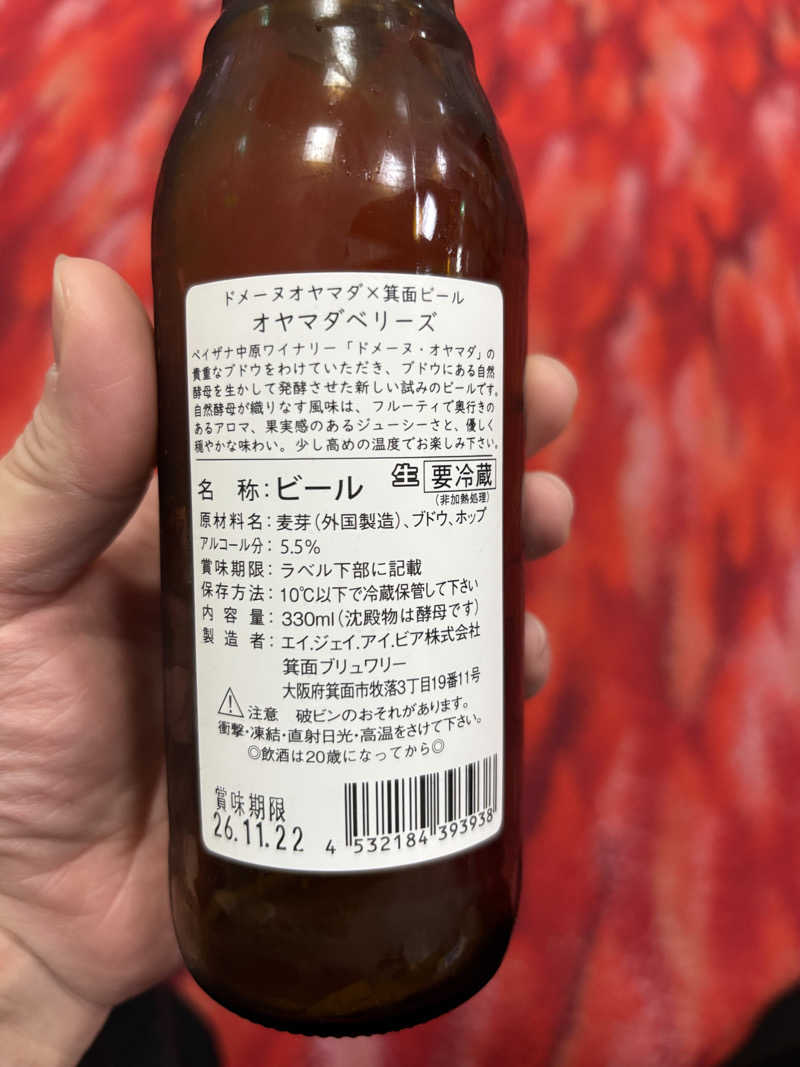 ドメーヌオヤマダ×箕面ビール
オヤマダベリーズ
ペイザナ中原ワイナリー「ドメーヌ・オヤマダ」の
貴重なブドウをわけていただき、ブドウにある自然
酵母を生かして発酵させた新しい試みのビールです。
自然酵母が織りなす風味は、フルーティで奥行きの
あるアロマ、果実感のあるジューシーさと、優しく
穏やかな味わい。少し高めの温度でお楽しみ下さい。
名 称:ビール 生 要冷蔵
(非加熱処理)
原材料名:麦芽(外国製造)、ブドウ、ホップ
アルコール分:5.5%
賞味期限:ラベル下部に記載
保存方法:10℃以下で冷蔵保管して下さい
内容量:330ml(沈殿物は酵母です)
製造者:エイ.ジェイ.アイ.ビア株式会社
箕面ブリュワリー
大阪府箕面市牧落3丁目19番11号
注意 破ビンのおそれがあります。
衝撃・凍結・直射日光・高温をさけて下さい。
◎飲酒は20歳になってから◎
賞味期限
26.11.22
4 532184 393938